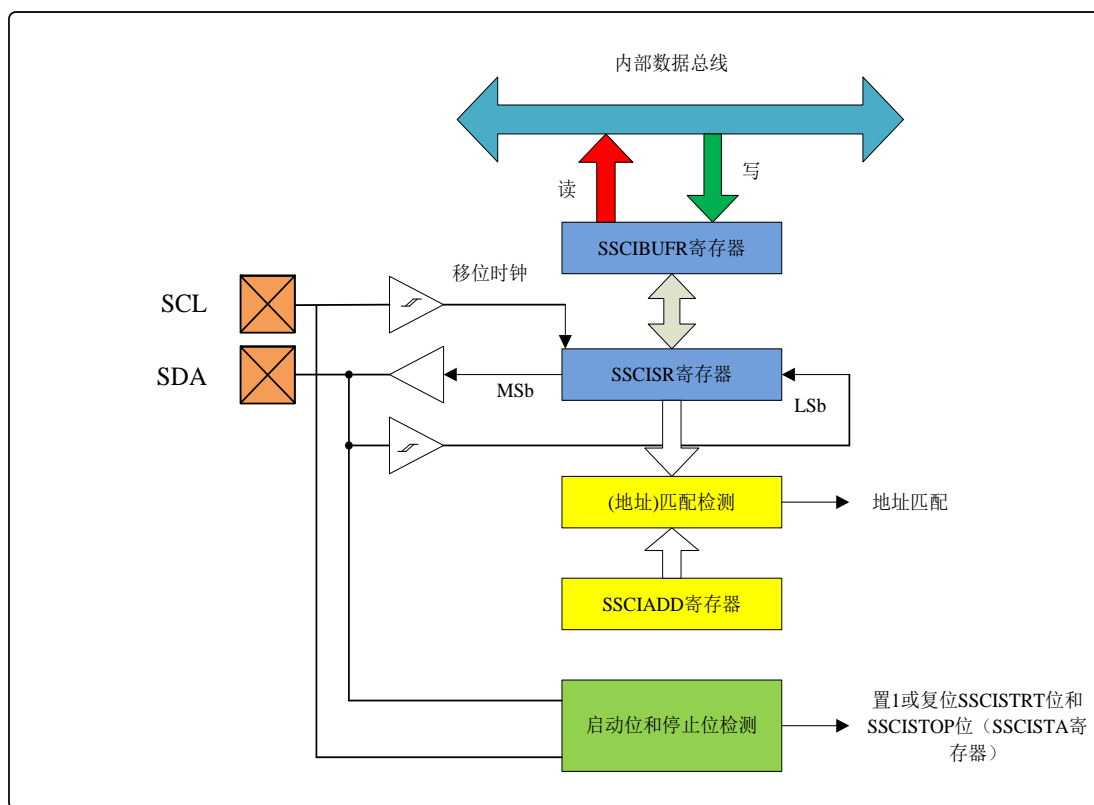 内部数据总线
读
写
SSCIBUFR寄存器
移位时钟
SCL
SDA
SSCISR寄存器
MSb
LSb
(地址)匹配检测
地址匹配
SSCIADD寄存器
启动位和停止位检测
置1或复位SSCISTRT位和
SSCISTOP位（SSCISTA寄
存器）